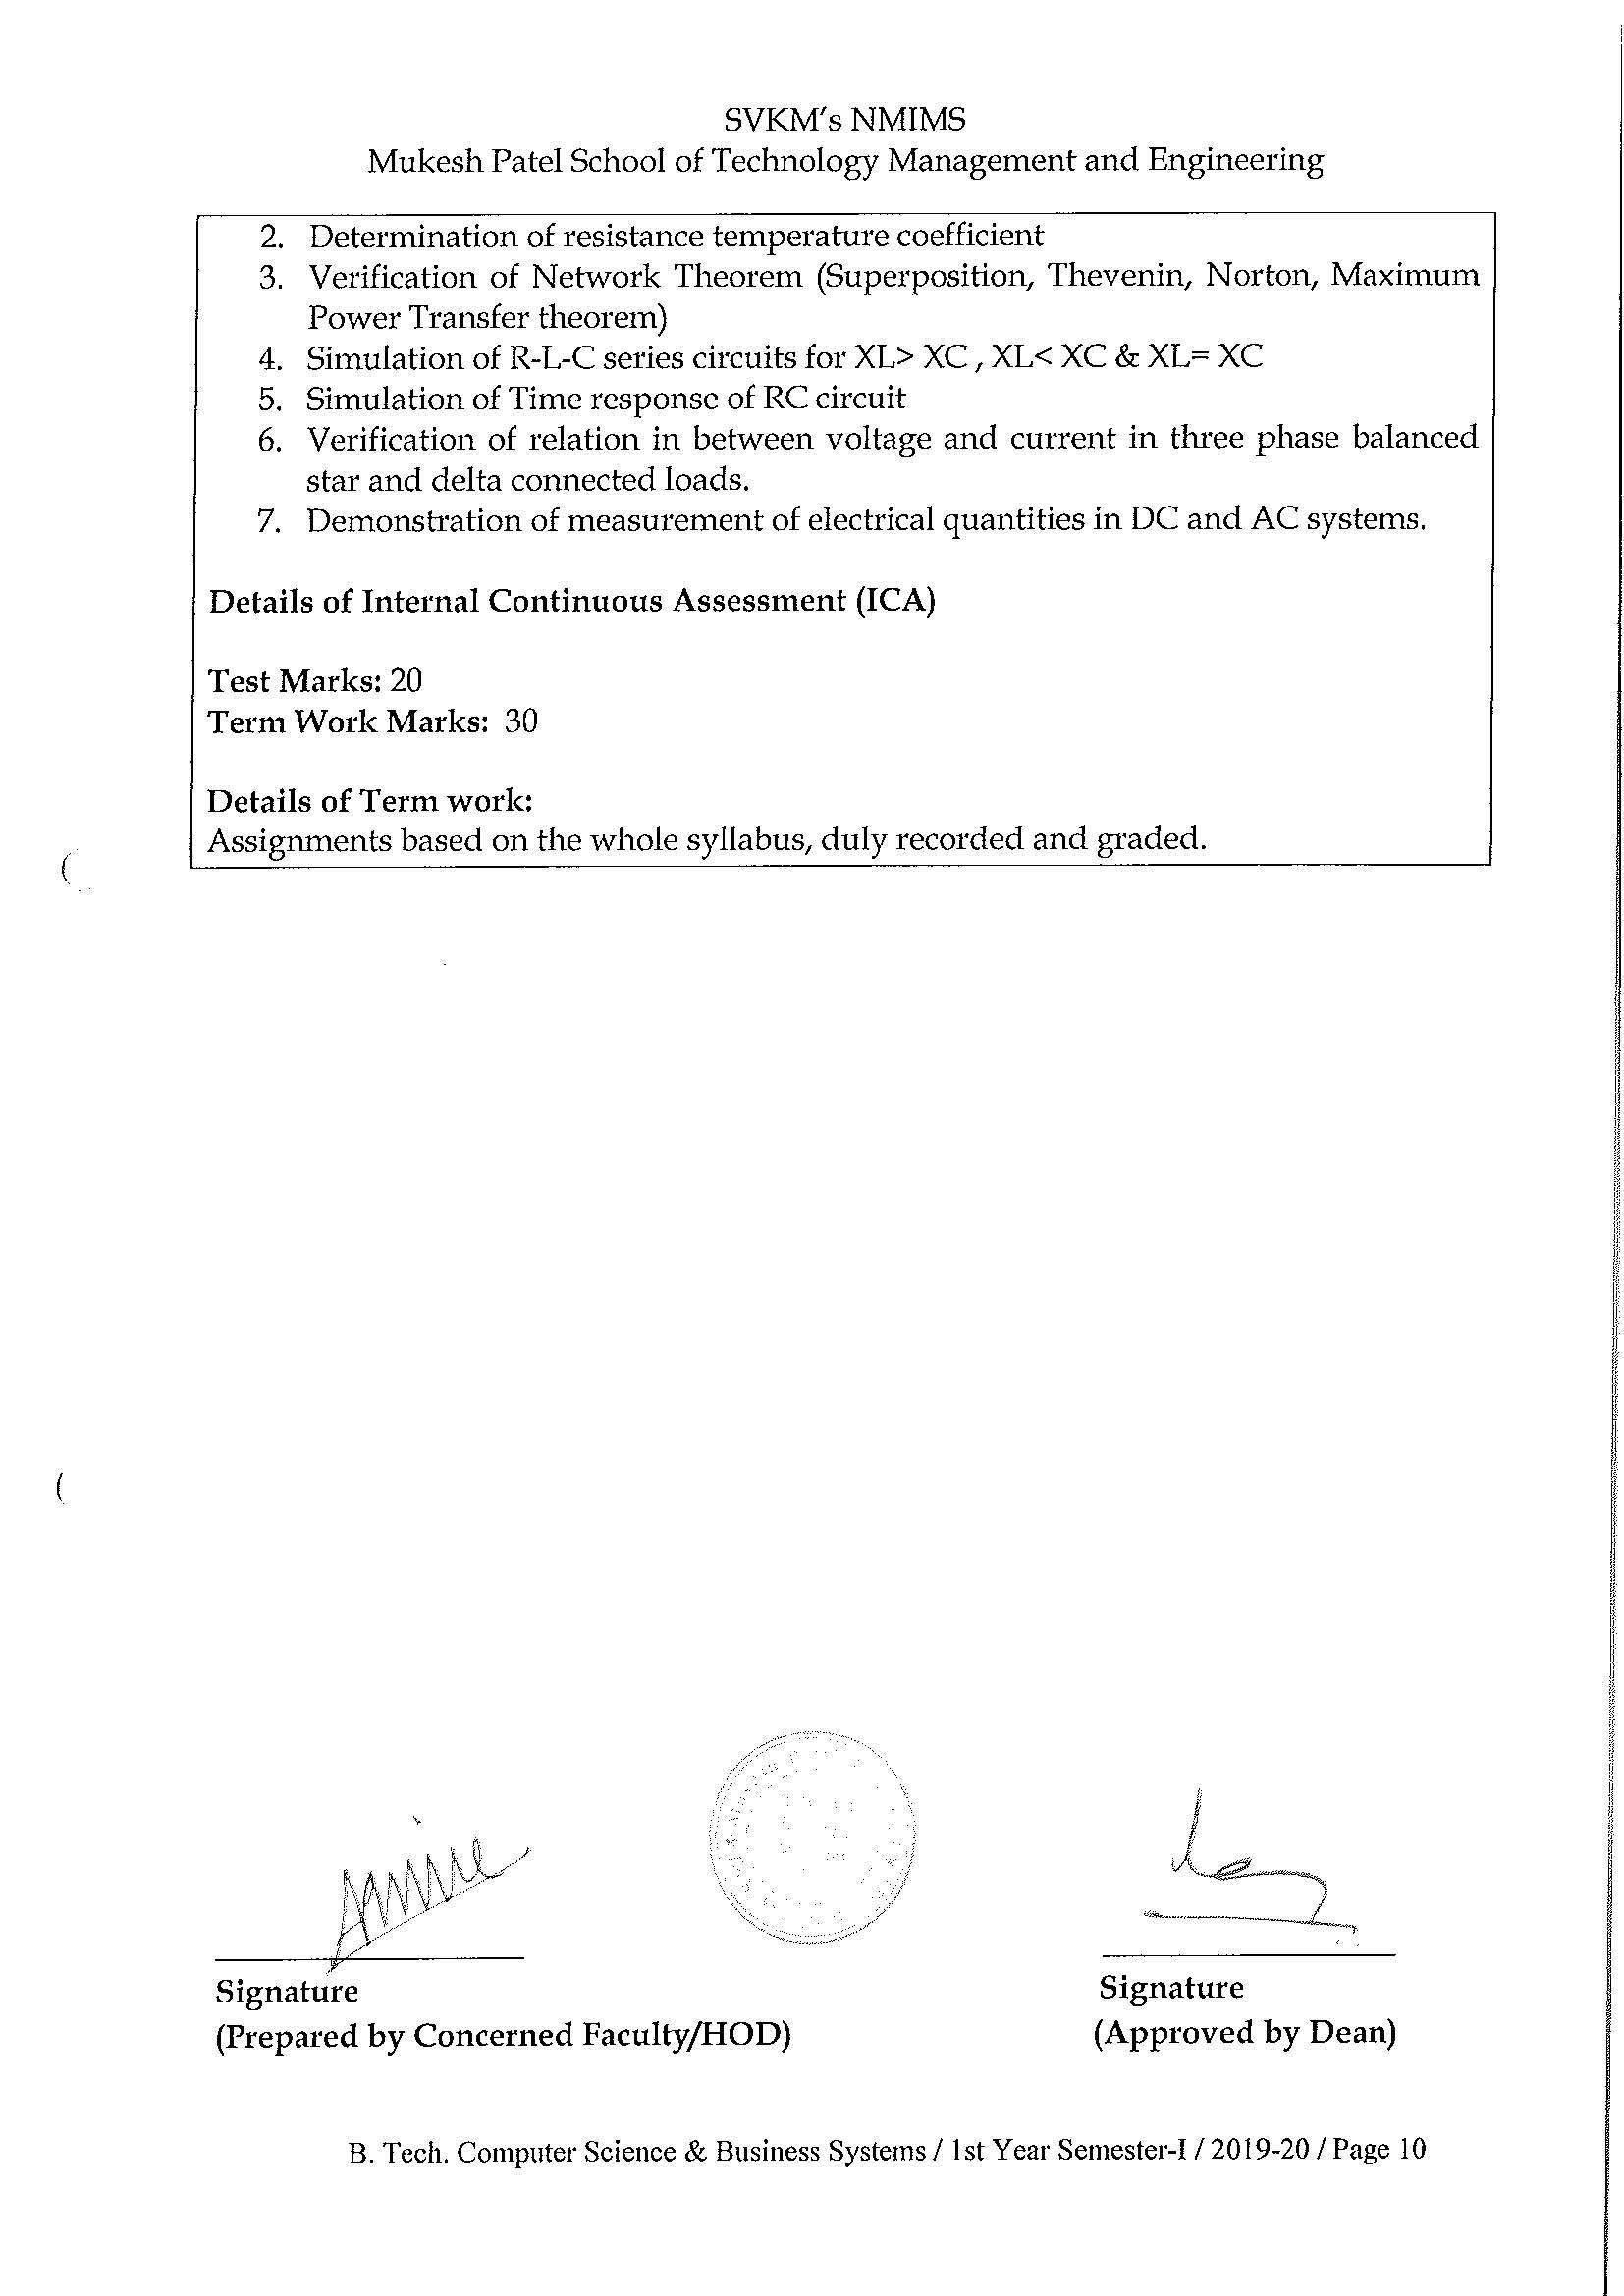 SVKM's NMIMS
Mukesh Patel School of Technology Management and Engineering
2. Determination of resistance temperature coefficient
3. Verification of Network Theorem (Superposition, Thevenin, Norton, Maximum
Power Transfer theorem)
4. Simulation of R-L-C series circuits for XL> XC , XL< XC & XL= XC
5. Simulation of Time response of RC circuit
6. Verification of relation in between voltage and current in three phase balanced
star and delta connected loads.
7. Demonstration of measurement of electrical quantities in DC and AC systems.
Details of Internal Continuous Assessment (ICA)
Test Marks: 20
Term Work Marks: 30
Details of Term work:
Assignments based on the whole syllabus, duly recorded and graded.
Signature
(Prepared by Concerned Faculty/HOD)
Signature
(Approved by Dean)
B. Tech. Computer Science & Business Systems / 1st Year Semester-I / 2019-20 / Page 10